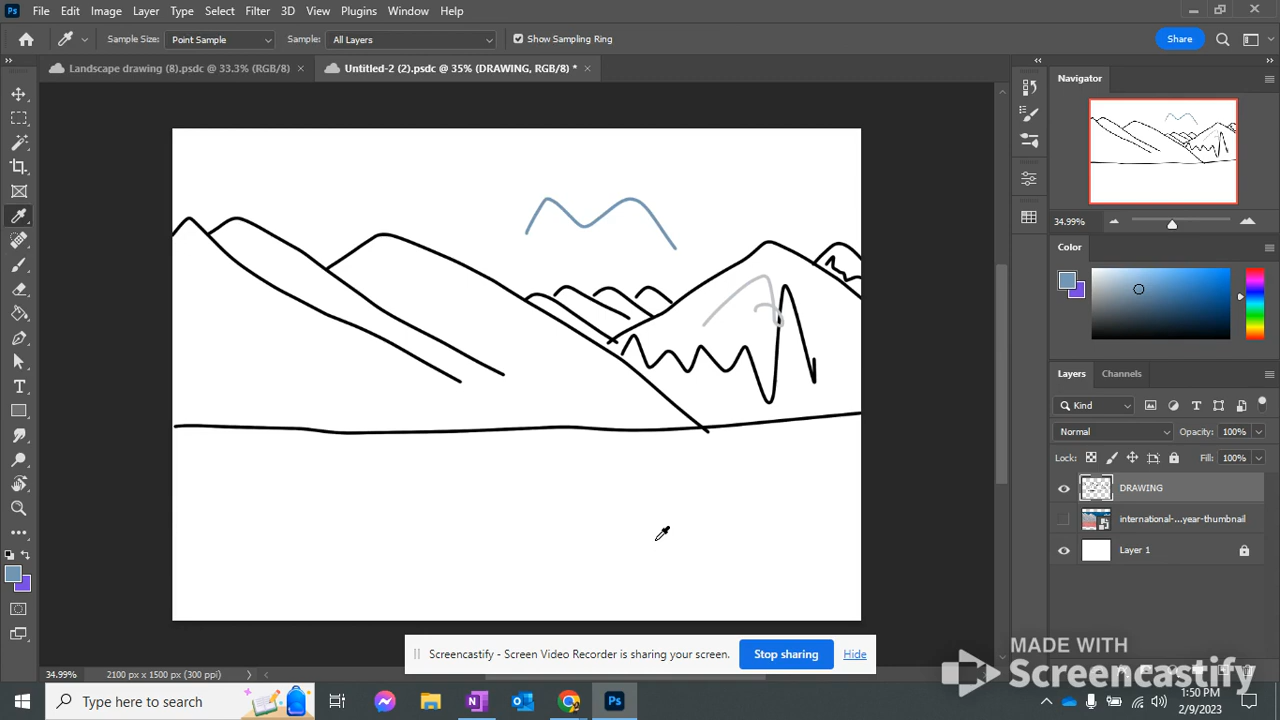 Ps File Edit Image Layer Type Select Filter 3D View Plugins Window Help
Sample Size: Point Sample Sample: All Layers Show Sampling Ring Share
Landscape drawing (8).psdc @ 33.3% (RGB/8) × Untitled-2 (2).psdc @ 35% (DRAWING, RGB/8) * ×
Navigator
34.99%
Color
Layers Channels
Kind
Normal Opacity: 100%
Lock: Fill: 100%
DRAWING
international-...year-thumbnail
Layer 1
Screencastify - Screen Video Recorder is sharing your screen. Stop sharing Hide
MADE WITH
Screencastify
34.99% 2100 px x 1500 px (300 ppi)
Type here to search
Ps
1:50 PM
2/9/2023